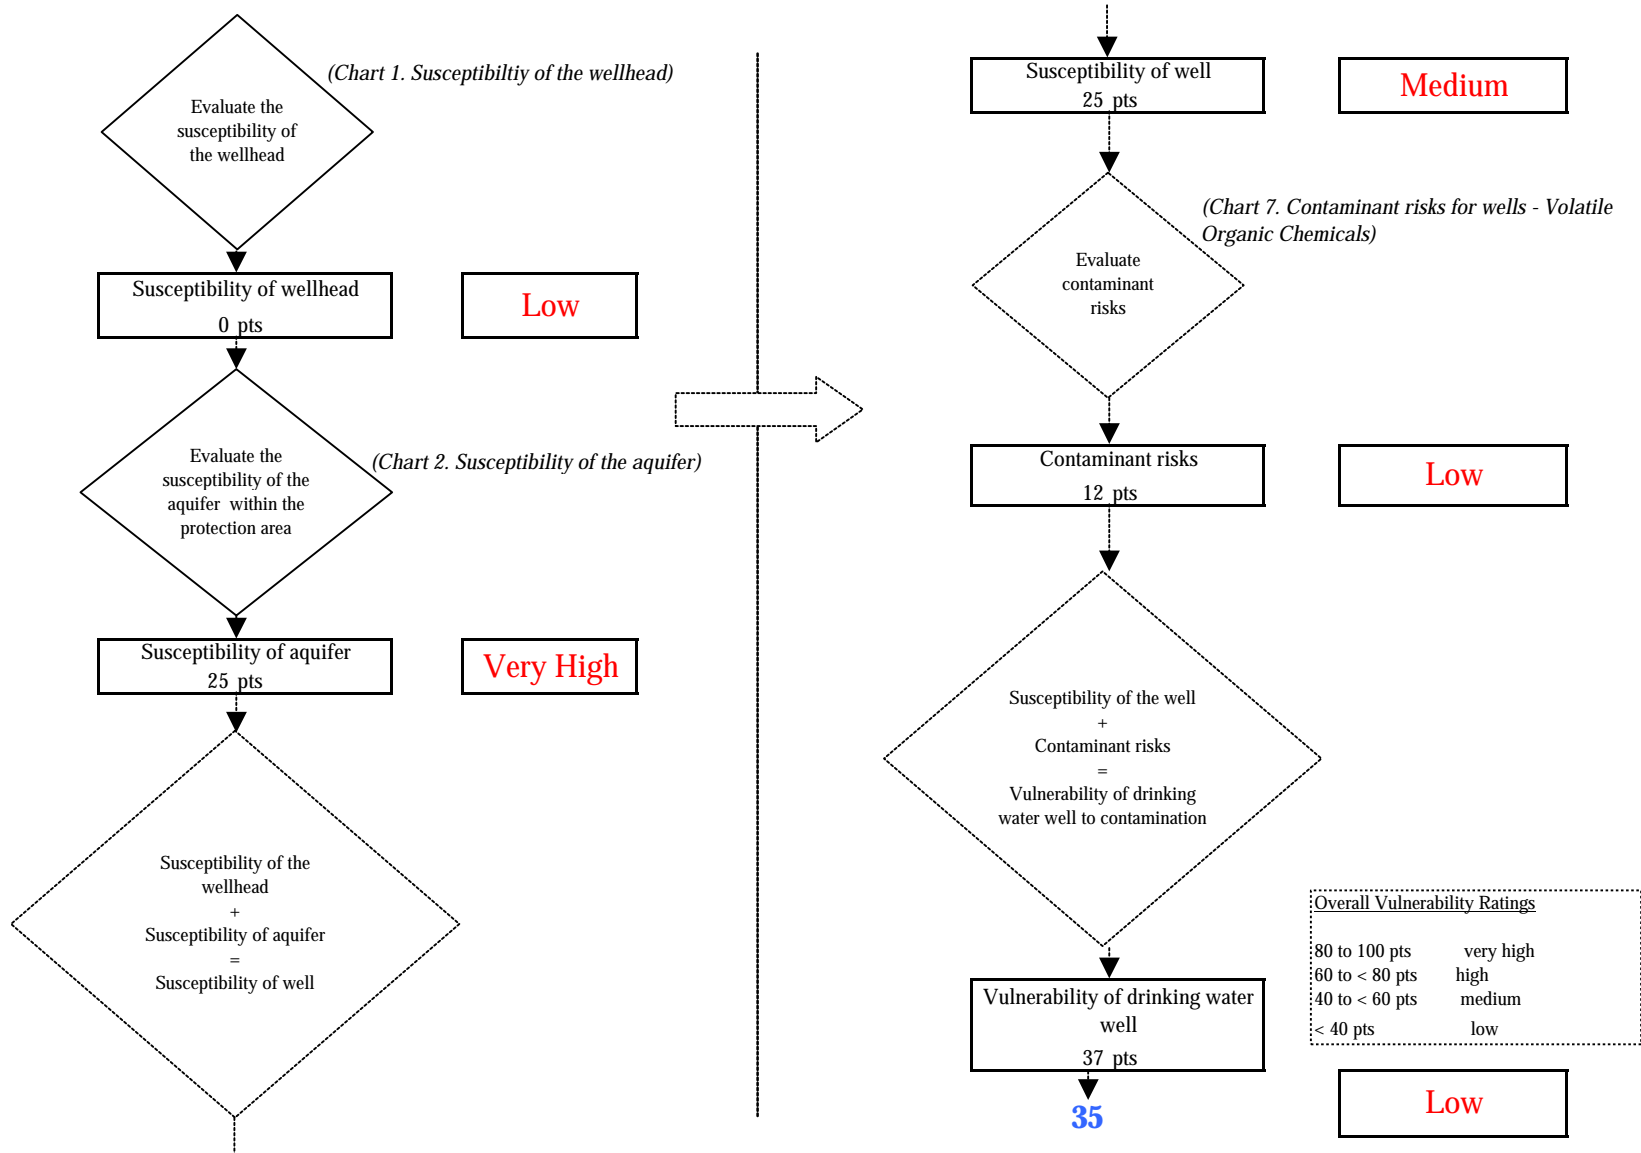 (Chart 1. Susceptibiltiy of the wellhead)
Evaluate the
susceptibility of
the wellhead
Susceptibility of wellhead
0 pts
Low
Evaluate the
susceptibility of the
aquifer within the
protection area
(Chart 2. Susceptibility of the aquifer)
Susceptibility of aquifer
25 pts
Very High
Susceptibility of the
wellhead
+
Susceptibility of aquifer
=
Susceptibility of well
Susceptibility of well
25 pts
Medium
(Chart 7. Contaminant risks for wells - Volatile
Organic Chemicals)
Evaluate
contaminant
risks
Contaminant risks
12 pts
Low
Susceptibility of the well
+
Contaminant risks
=
Vulnerability of drinking
water well to contamination
Overall Vulnerability Ratings
80 to 100 pts very high
60 to < 80 pts high
40 to < 60 pts medium
< 40 pts low
Vulnerability of drinking water
well
37 pts
35
Low